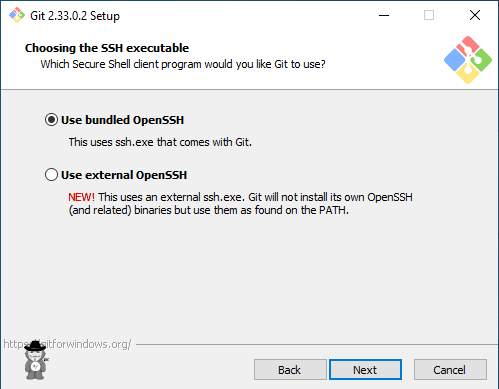 Git 2.33.0.2 Setup
Choosing the SSH executable
Which Secure Shell client program would you like Git to use?
Use bundled OpenSSH
This uses ssh.exe that comes with Git.
Use external OpenSSH
NEW! This uses an external ssh.exe. Git will not install its own OpenSSH
(and related) binaries but use them as found on the PATH.
https://gitforwindows.org/
Back
Next
Cancel